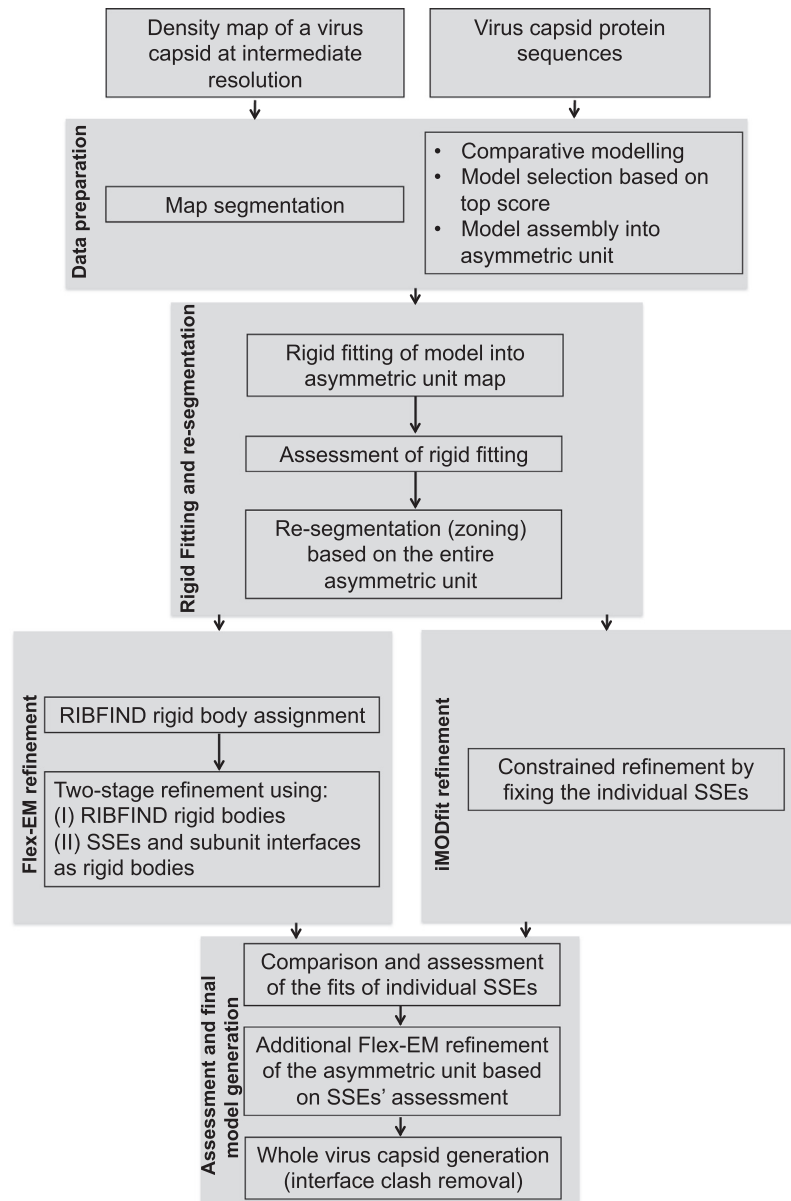 Density map of a virus
capsid at intermediate
resolution
Virus capsid protein
sequences
Data preparation
Map segmentation
• Comparative modelling
• Model selection based on
top score
• Model assembly into
asymmetric unit
Rigid Fitting and re-segmentation
Rigid fitting of model into
asymmetric unit map
Assessment of rigid fitting
Re-segmentation (zoning)
based on the entire
asymmetric unit
Flex-EM refinement
RIBFIND rigid body assignment
Two-stage refinement using:
(I) RIBFIND rigid bodies
(II) SSEs and subunit interfaces
as rigid bodies
iMODfit refinement
Constrained refinement by
fixing the individual SSEs
Assessment and final
model generation
Comparison and assessment
of the fits of individual SSEs
Additional Flex-EM refinement
of the asymmetric unit based
on SSEs’ assessment
Whole virus capsid generation
(interface clash removal)